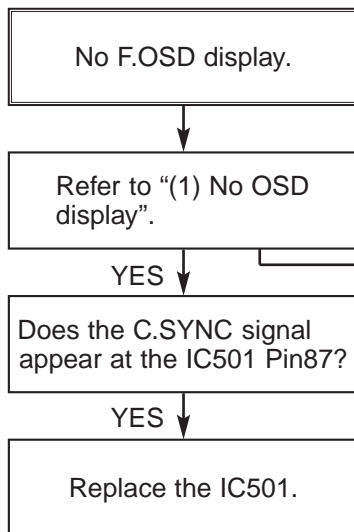 No F.OSD display.
Refer to “(1) No OSD
display”.
YES
Does the C.SYNC signal
appear at the IC501 Pin87?
YES
Replace the IC501.